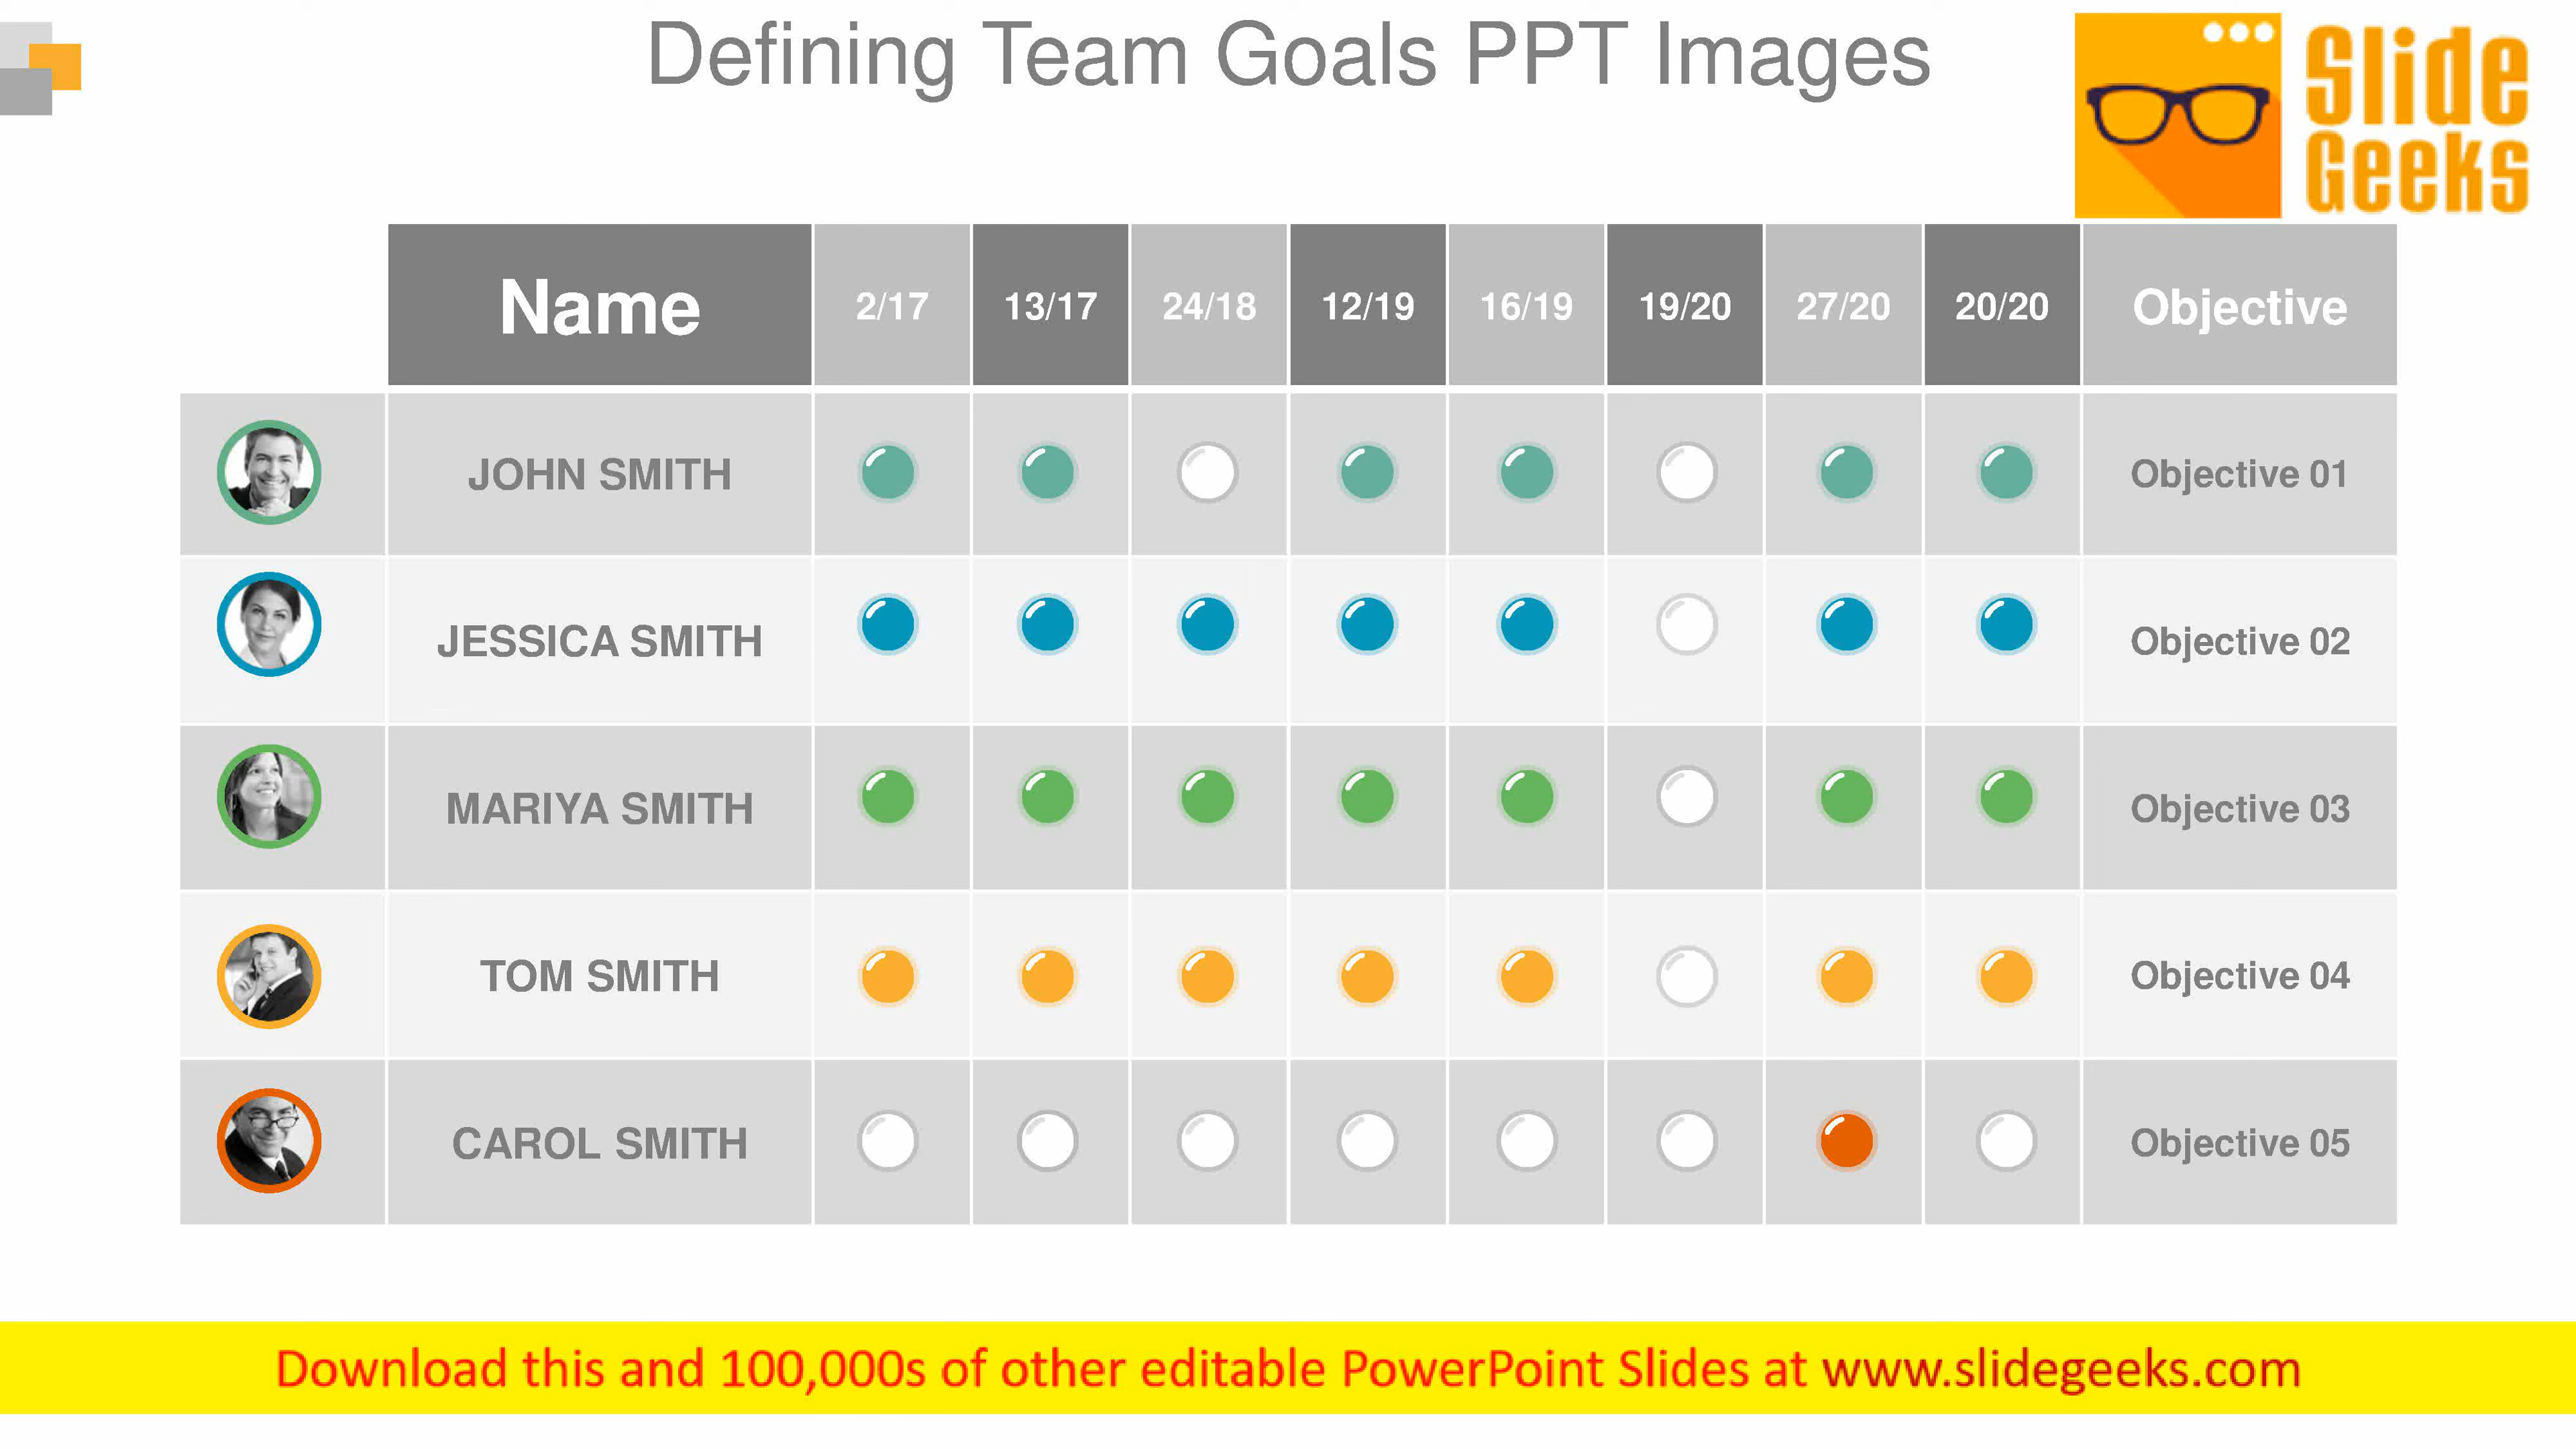 Defining Team Goals PPT Images
Slide
Geeks
Name 2/17 13/17 24/18 12/19 16/19 19/20 27/20 20/20 Objective
JOHN SMITH Objective 01
JESSICA SMITH Objective 02
MARIYA SMITH Objective 03
TOM SMITH Objective 04
CAROL SMITH Objective 05
Download this and 100,000s of other editable PowerPoint Slides at www.slidegeeks.com